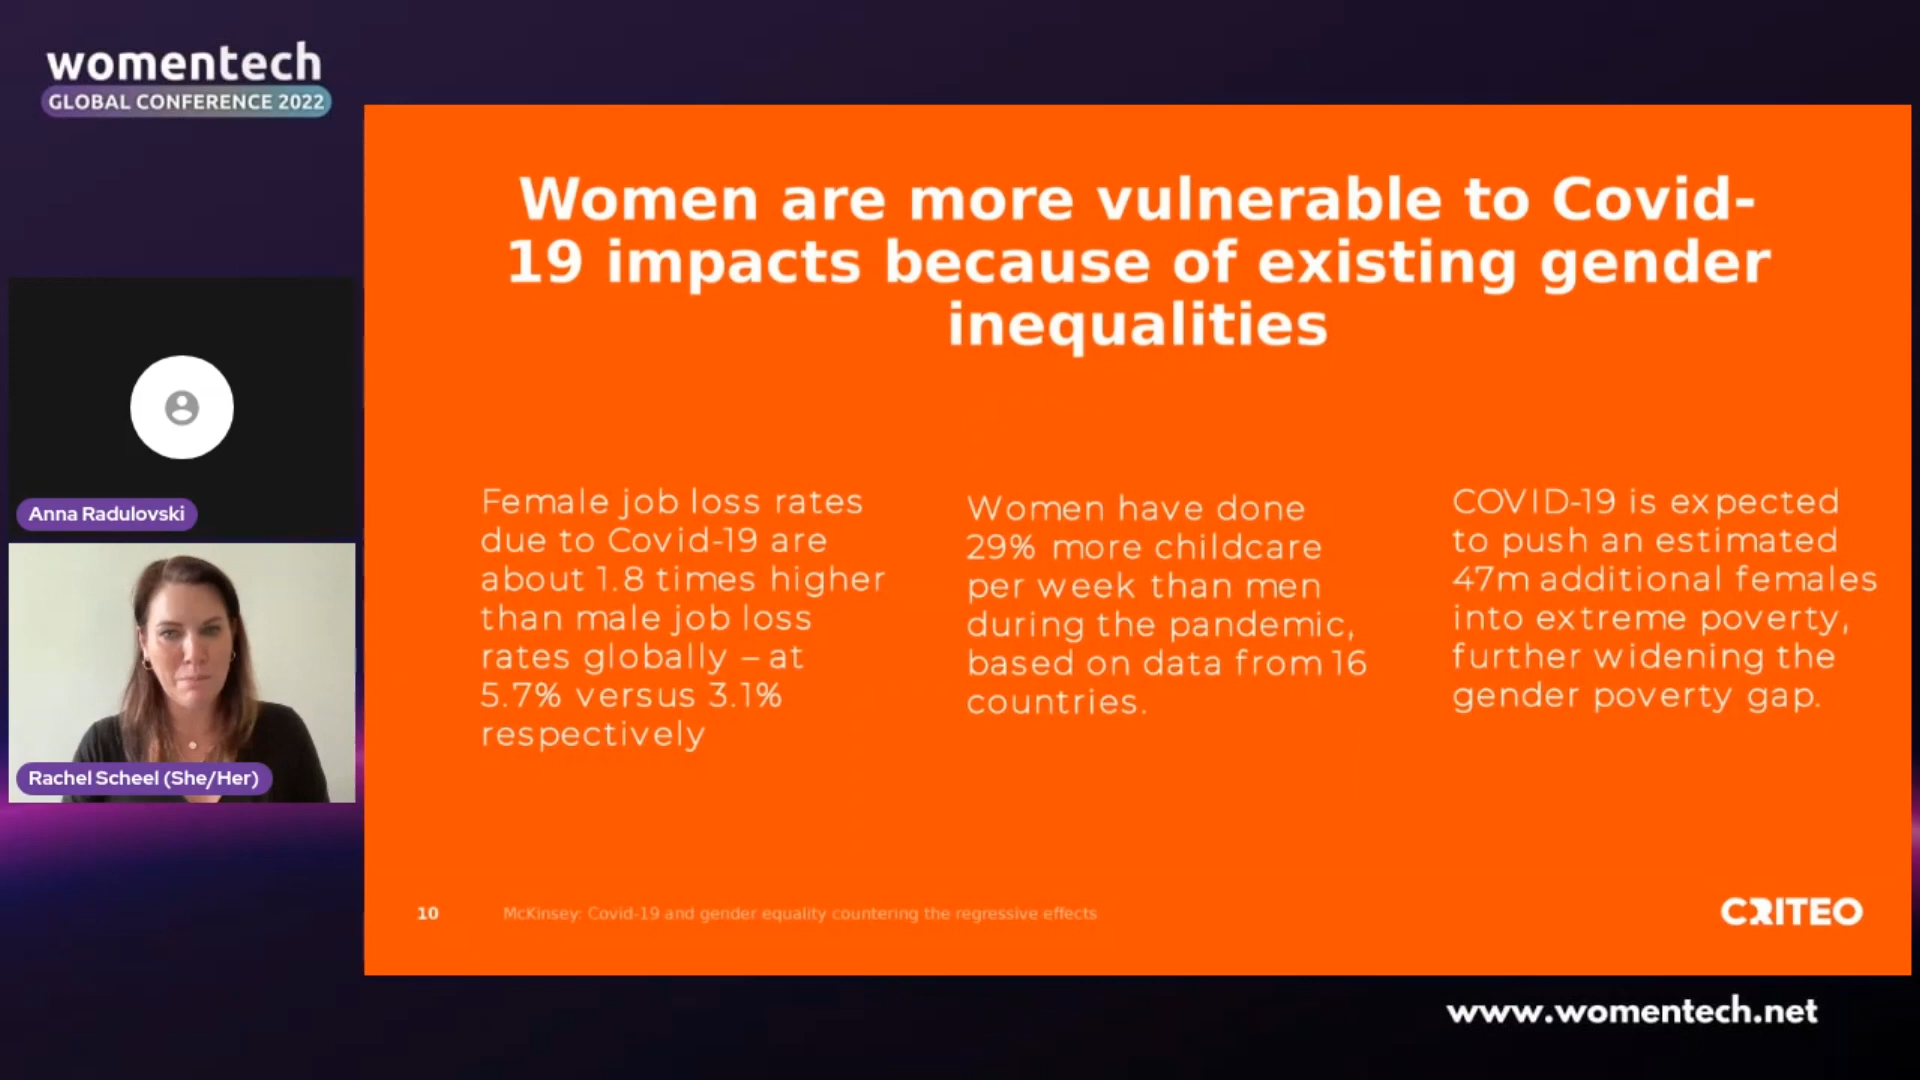 womentech
GLOBAL CONFERENCE 2022
Women are more vulnerable to Covid-
19 impacts because of existing gender
inequalities
Female job loss rates
due to Covid-19 are
about 1.8 times higher
than male job loss
rates globally – at
5.7% versus 3.1%
respectively
Women have done
29% more childcare
per week than men
during the pandemic,
based on data from 16
countries.
COVID-19 is expected
to push an estimated
47m additional females
into extreme poverty,
further widening the
gender poverty gap.
Anna Radulovski
Rachel Scheel (She/Her)
10
McKinsey: Covid-19 and gender equality countering the regressive effects
CRITEO
www.womentech.net